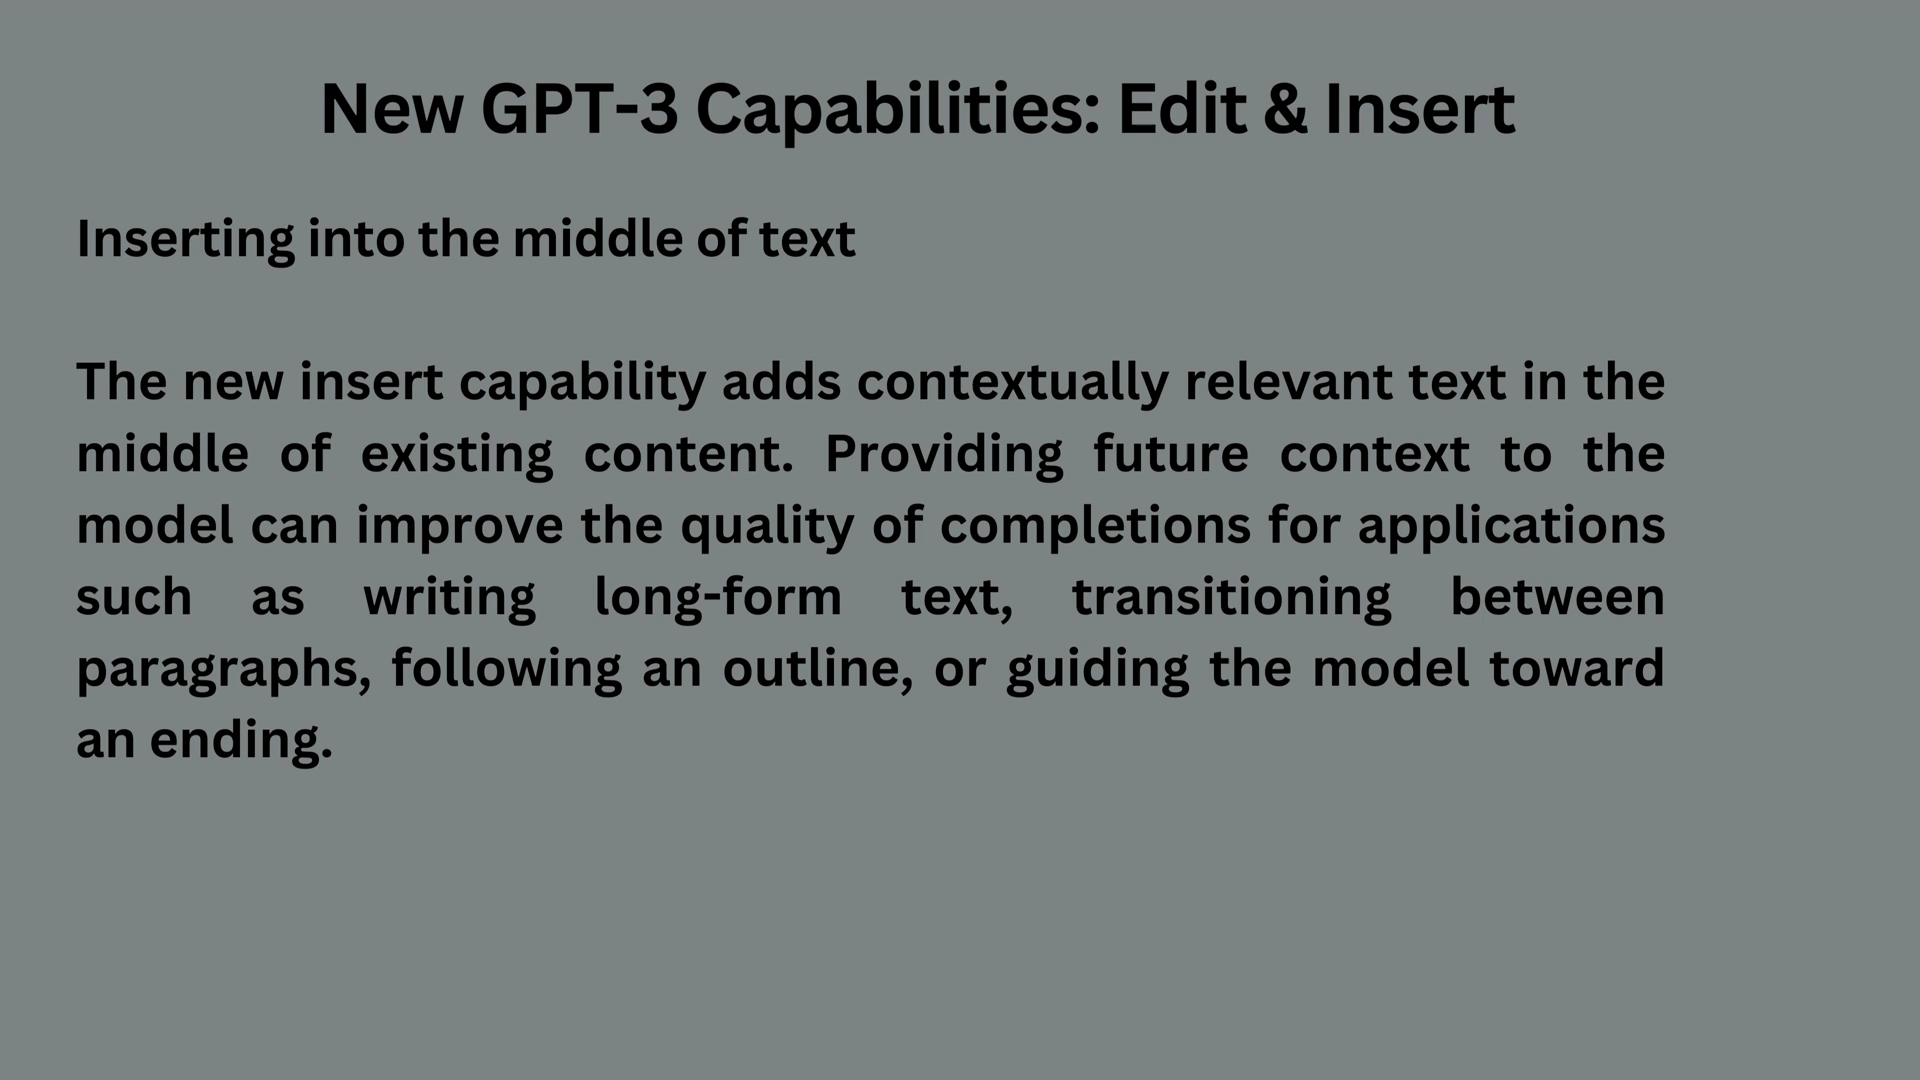 New GPT-3 Capabilities: Edit & Insert
Inserting into the middle of text
The new insert capability adds contextually relevant text in the
middle of existing content. Providing future context to the
model can improve the quality of completions for applications
such as writing long-form text, transitioning between
paragraphs, following an outline, or guiding the model toward
an ending.